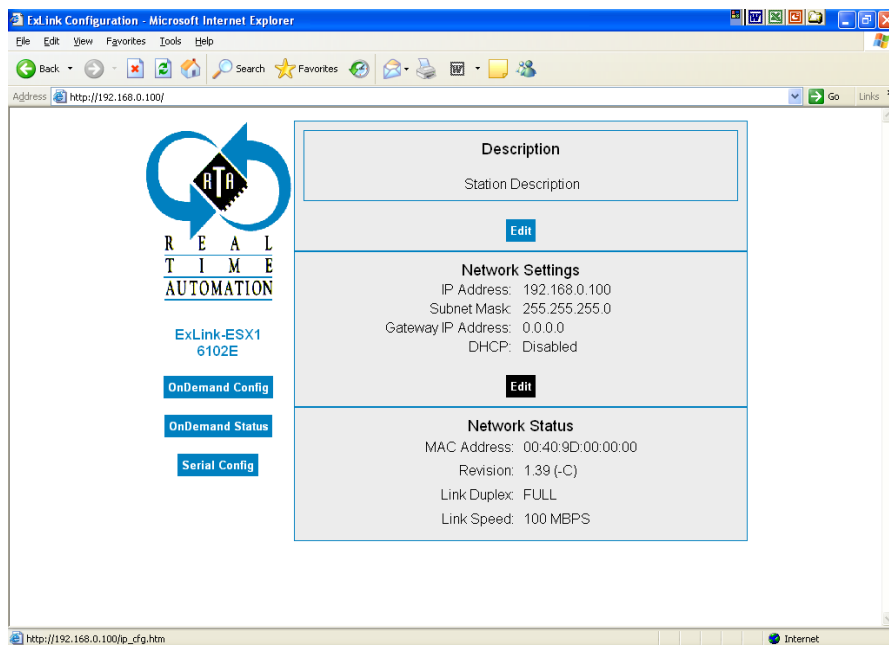 ExLink Configuration - Microsoft Internet Explorer
File Edit View Favorites Tools Help
Back Search Favorites
Address http://192.168.0.100/ Go Links
RTA
REAL
TIME
AUTOMATION
ExLink-ESX1
6102E
OnDemand Config
OnDemand Status
Serial Config
Description
Station Description
Edit
Network Settings
IP Address: 192.168.0.100
Subnet Mask: 255.255.255.0
Gateway IP Address: 0.0.0.0
DHCP: Disabled
Edit
Network Status
MAC Address: 00:40:9D:00:00:00
Revision: 1.39 (-C)
Link Duplex: FULL
Link Speed: 100 MBPS
http://192.168.0.100/ip_cfg.htm Internet